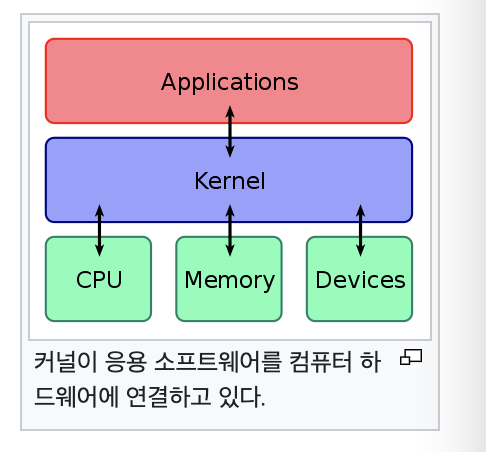 Applications
Kernel
CPU Memory Devices
커널이 응용 소프트웨어를 컴퓨터 하
드웨어에 연결하고 있다.